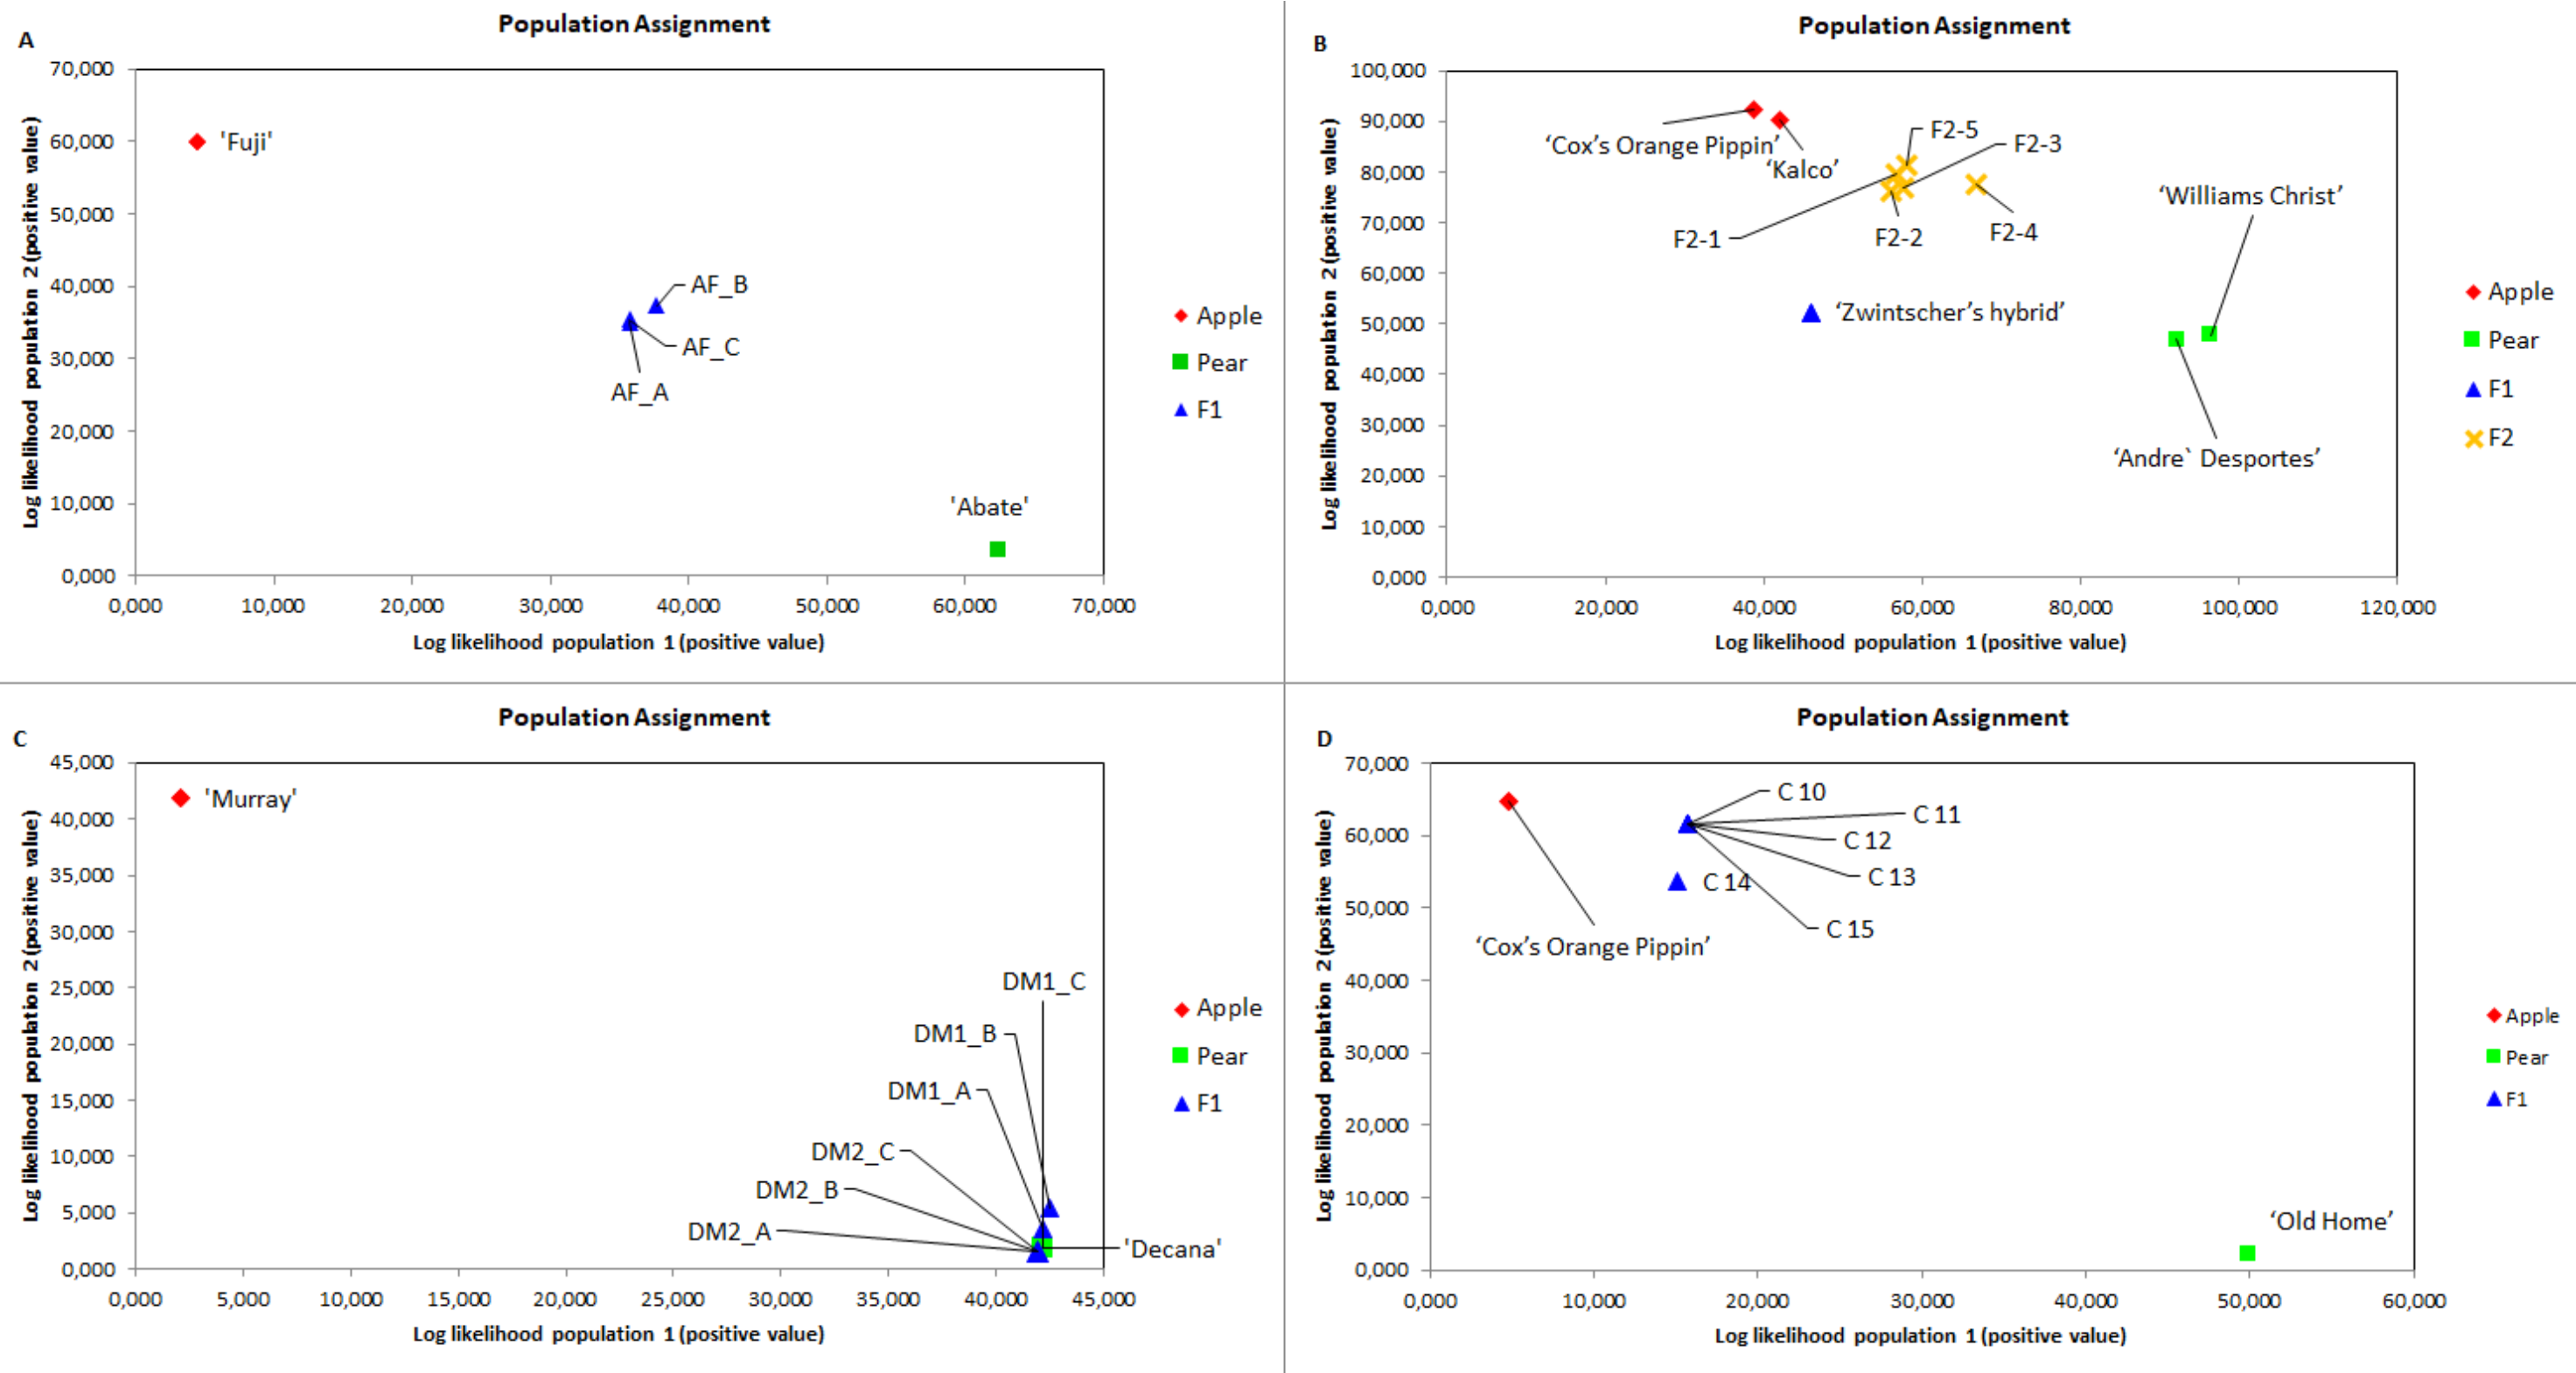 A
Population Assignment
70,000
60,000
50,000
40,000
30,000
20,000
10,000
0,000
0,000 10,000 20,000 30,000 40,000 50,000 60,000 70,000
Log likelihood population 2 (positive value)
Log likelihood population 1 (positive value)
'Fuji'
AF_B
AF_C
AF_A
'Abate'
Apple
Pear
F1
B
Population Assignment
100,000
90,000
80,000
70,000
60,000
50,000
40,000
30,000
20,000
10,000
0,000
0,000 20,000 40,000 60,000 80,000 100,000 120,000
Log likelihood population 2 (positive value)
Log likelihood population 1 (positive value)
‘Cox’s Orange Pippin’
‘Kalco’
F2-5
F2-3
F2-1
F2-2
F2-4
‘Williams Christ’
‘Zwintscher’s hybrid’
‘Andre` Desportes’
Apple
Pear
F1
F2
C
Population Assignment
45,000
40,000
35,000
30,000
25,000
20,000
15,000
10,000
5,000
0,000
0,000 5,000 10,000 15,000 20,000 25,000 30,000 35,000 40,000 45,000
Log likelihood population 2 (positive value)
Log likelihood population 1 (positive value)
'Murray'
DM1_C
DM1_B
DM1_A
DM2_C
DM2_B
DM2_A
'Decana'
Apple
Pear
F1
D
Population Assignment
70,000
60,000
50,000
40,000
30,000
20,000
10,000
0,000
0,000 10,000 20,000 30,000 40,000 50,000 60,000
Log likelihood population 2 (positive value)
Log likelihood population 1 (positive value)
C 10
C 11
C 12
C 13
C 14
C 15
‘Cox’s Orange Pippin’
‘Old Home’
Apple
Pear
F1